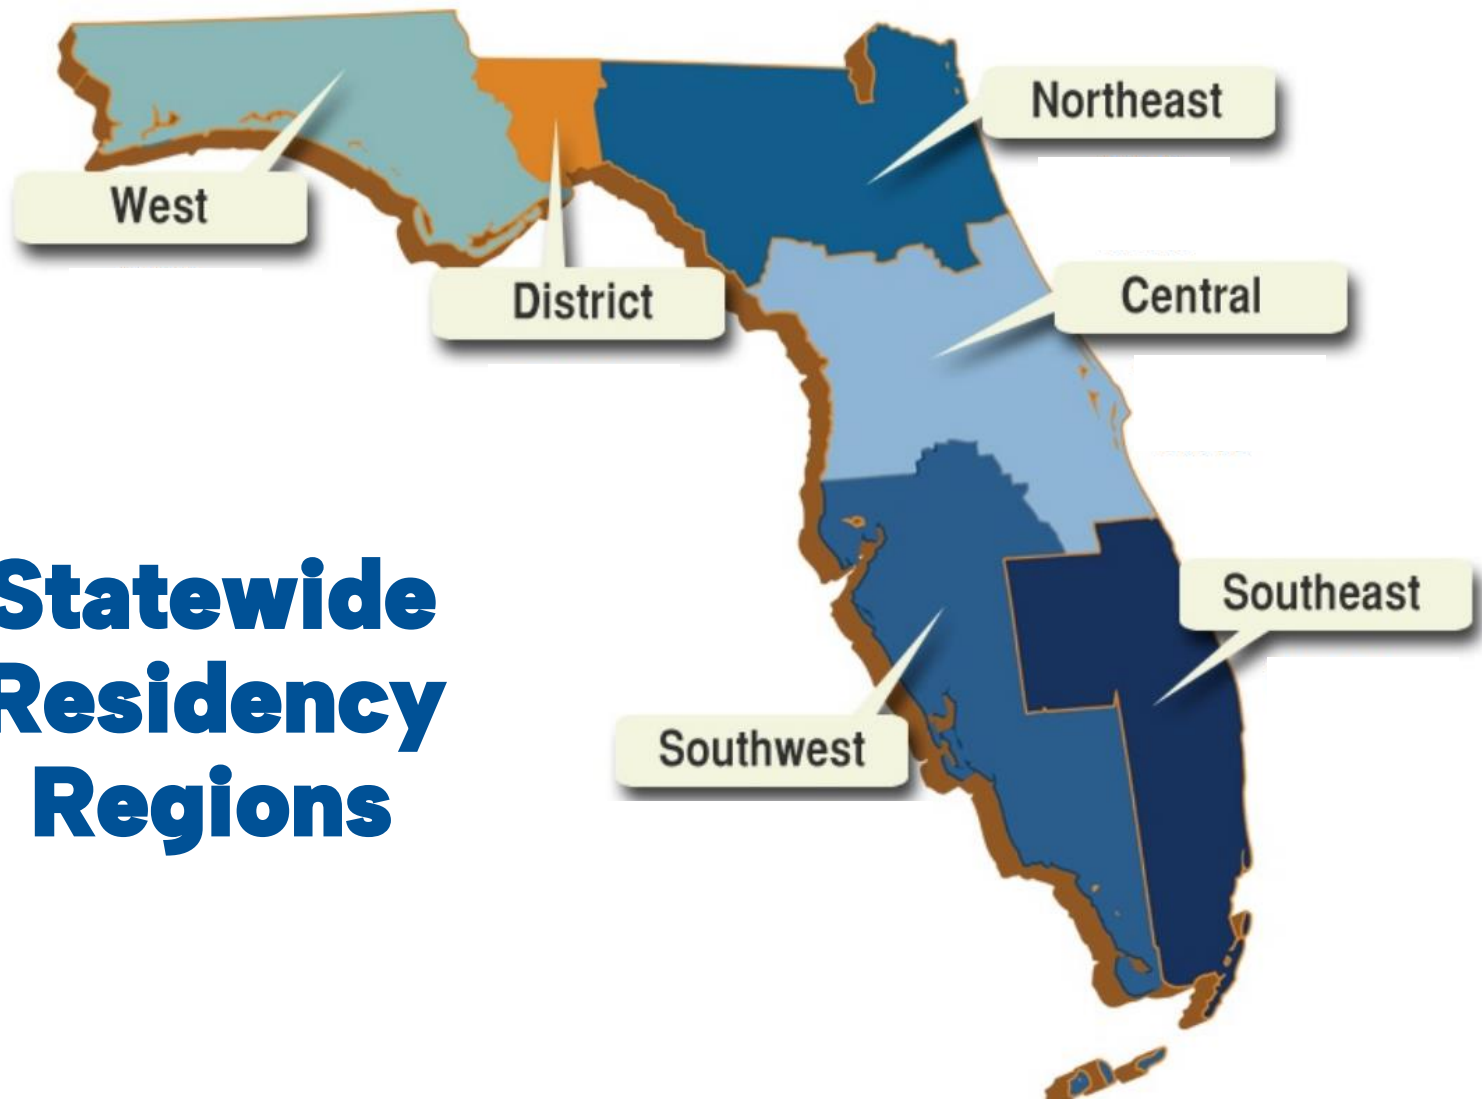 Northeast
West
Central
District
Statewide
Residency
Regions
Southeast
Southwest